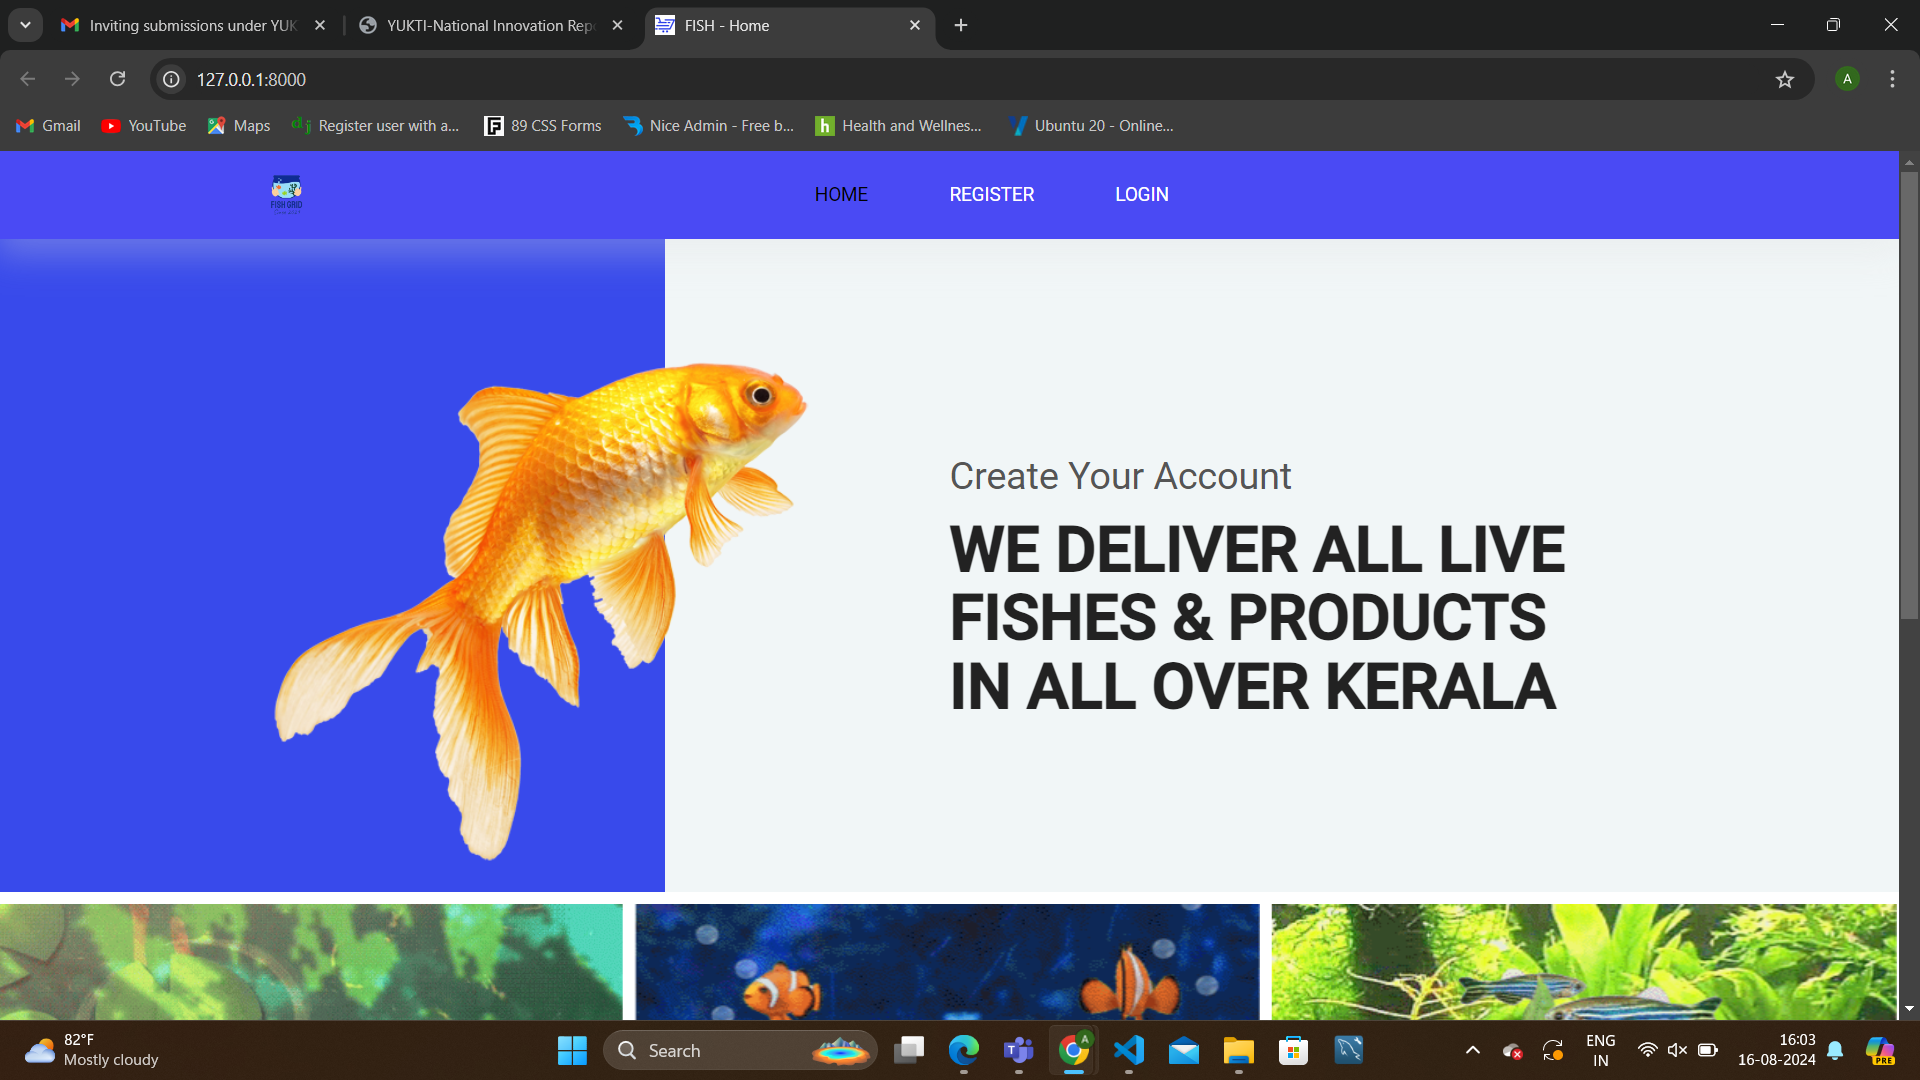 Inviting submissions under YUK
YUKTI-National Innovation Rep
FISH - Home
127.0.0.1:8000
A
Gmail
YouTube
Maps
dj
Register user with a...
F
89 CSS Forms
Nice Admin - Free b...
h
Health and Wellnes...
Ubuntu 20 - Online...
FISH GRID
HOME
REGISTER
LOGIN
Create Your Account
WE DELIVER ALL LIVE
FISHES & PRODUCTS
IN ALL OVER KERALA
82°F
Mostly cloudy
Search
A
ENG
IN
16:03
16-08-2024
PRE